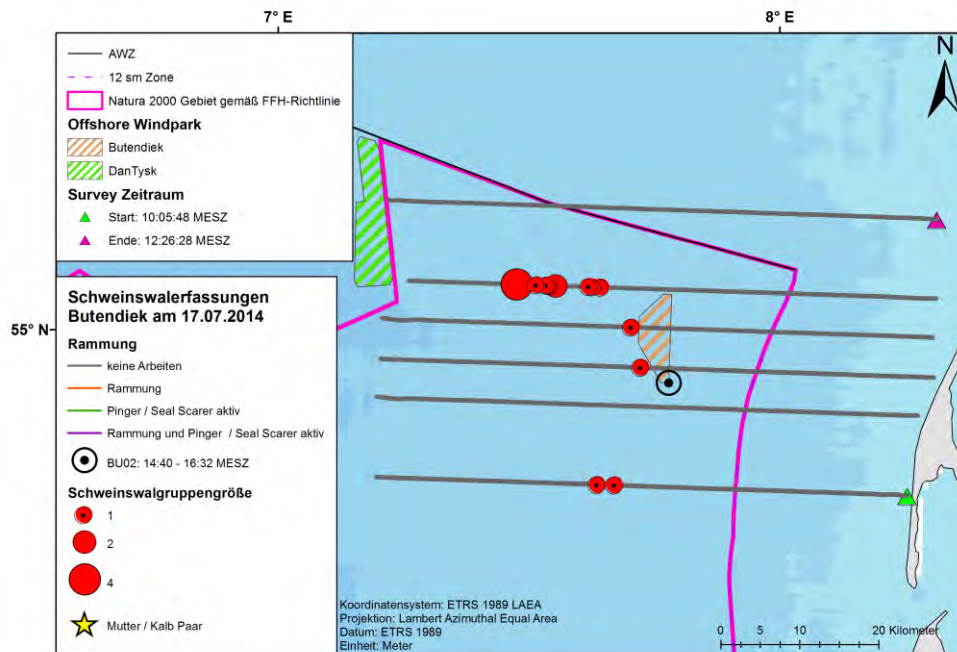 7° E
8° E
N
55° N
AWZ
12 sm Zone
Natura 2000 Gebiet gemäß FFH-Richtlinie
Offshore Windpark
Butendiek
DanTysk
Survey Zeitraum
Start: 10:05:48 MESZ
Ende: 12:26:28 MESZ
Schweinswalerfassungen
Butendiek am 17.07.2014
Rammung
keine Arbeiten
Rammung
Pinger / Seal Scarer aktiv
Rammung und Pinger / Seal Scarer aktiv
BU02: 14:40 - 16:32 MESZ
Schweinswalgruppengröße
1
2
4
Mutter / Kalb Paar
Koordinatensystem: ETRS 1989 LAEA
Projektion: Lambert Azimuthal Equal Area
Datum: ETRS 1989
Einheit: Meter
0 5 10 20 Kilometer